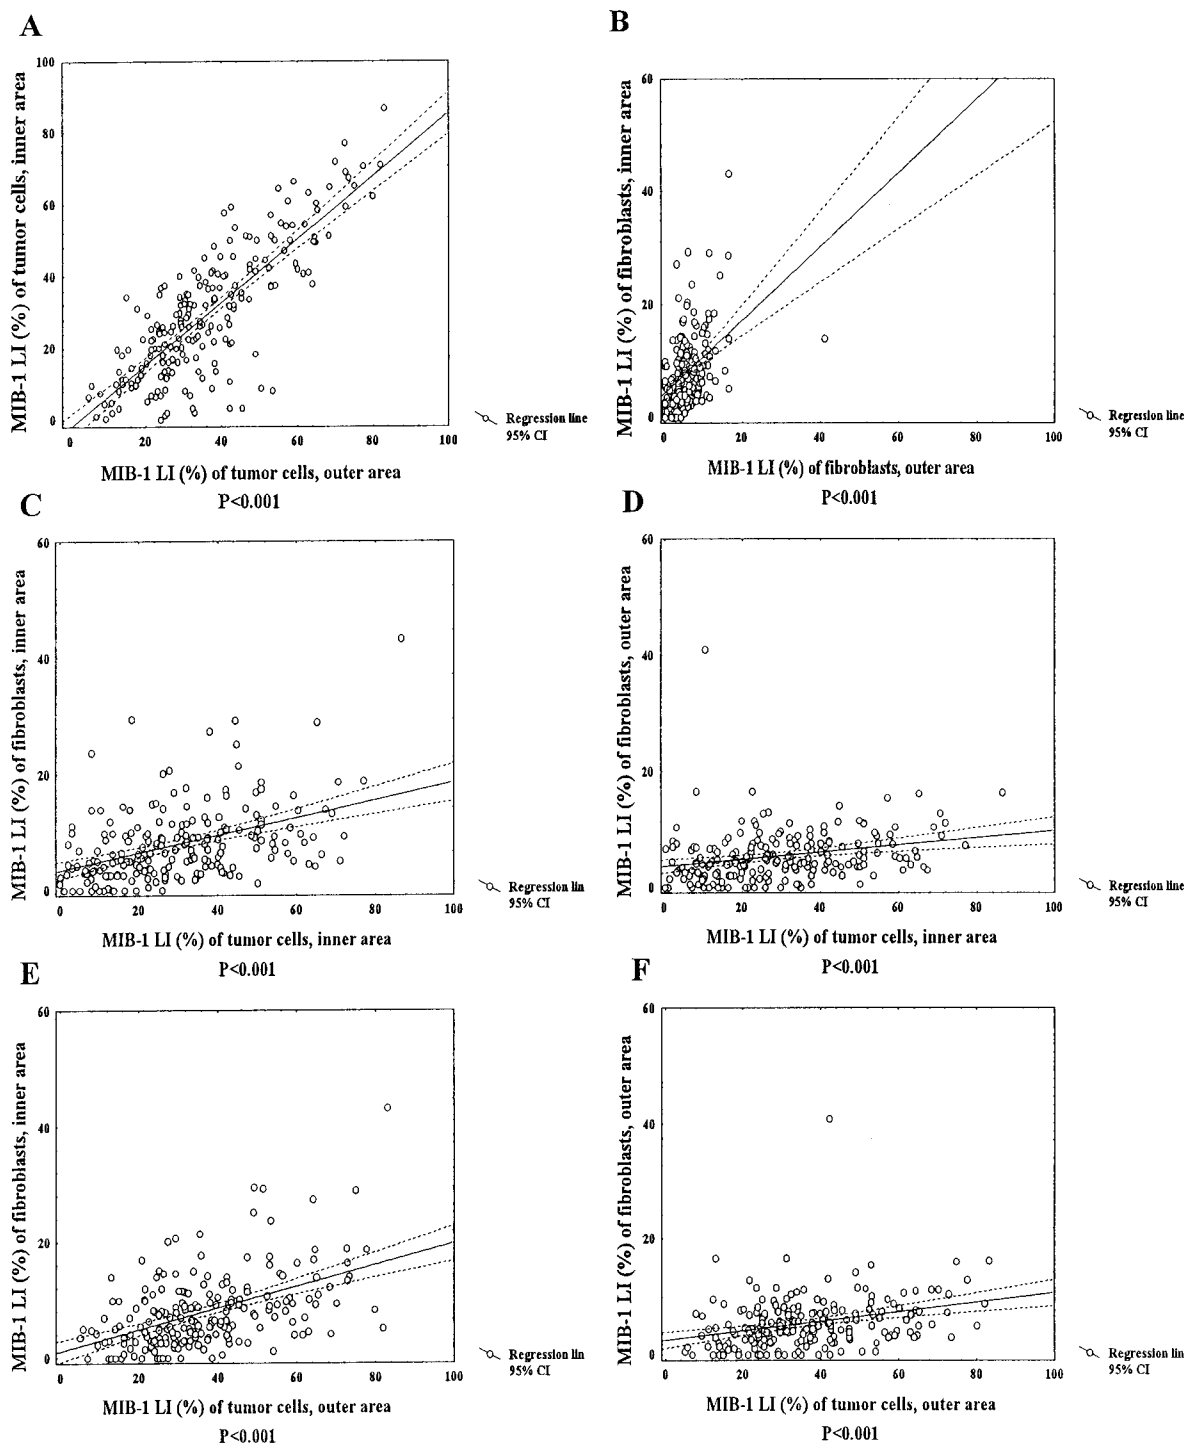 A
MIB-1 LI (%) of tumor cells, inner area
100
80
60
40
20
0
0 20 40 60 80 100
MIB-1 LI (%) of tumor cells, outer area
P<0.001
Regression line
95% CI
B
MIB-1 LI (%) of fibroblasts, inner area
60
40
20
0
0 20 40 60 80 100
MIB-1 LI (%) of fibroblasts, outer area
P<0.001
Regression line
95% CI
C
MIB-1 LI (%) of fibroblasts, inner area
60
40
20
0
0 20 40 60 80 100
MIB-1 LI (%) of tumor cells, inner area
P<0.001
Regression lin
95% CI
D
MIB-1 LI (%) of fibroblasts, outer area
60
40
20
0
0 20 40 60 80 100
MIB-1 LI (%) of tumor cells, inner area
P<0.001
Regression line
95% CI
E
MIB-1 LI (%) of fibroblasts, inner area
60
40
20
0
0 20 40 60 80 100
MIB-1 LI (%) of tumor cells, outer area
P<0.001
Regression lin
95% CI
F
MIB-1 LI (%) of fibroblasts, outer area
60
40
20
0
0 20 40 60 80 100
MIB-1 LI (%) of tumor cells, outer area
P<0.001
Regression lin
95% CI